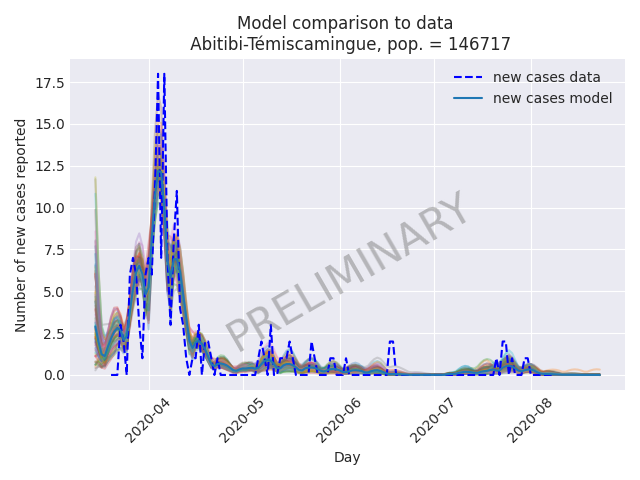 Model comparison to data
Abitibi-Témiscamingue, pop. = 146717
new cases data
new cases model
Number of new cases reported
17.5
15.0
12.5
10.0
7.5
5.0
2.5
0.0
PRELIMINARY
2020-04
2020-05
2020-06
2020-07
2020-08
Day